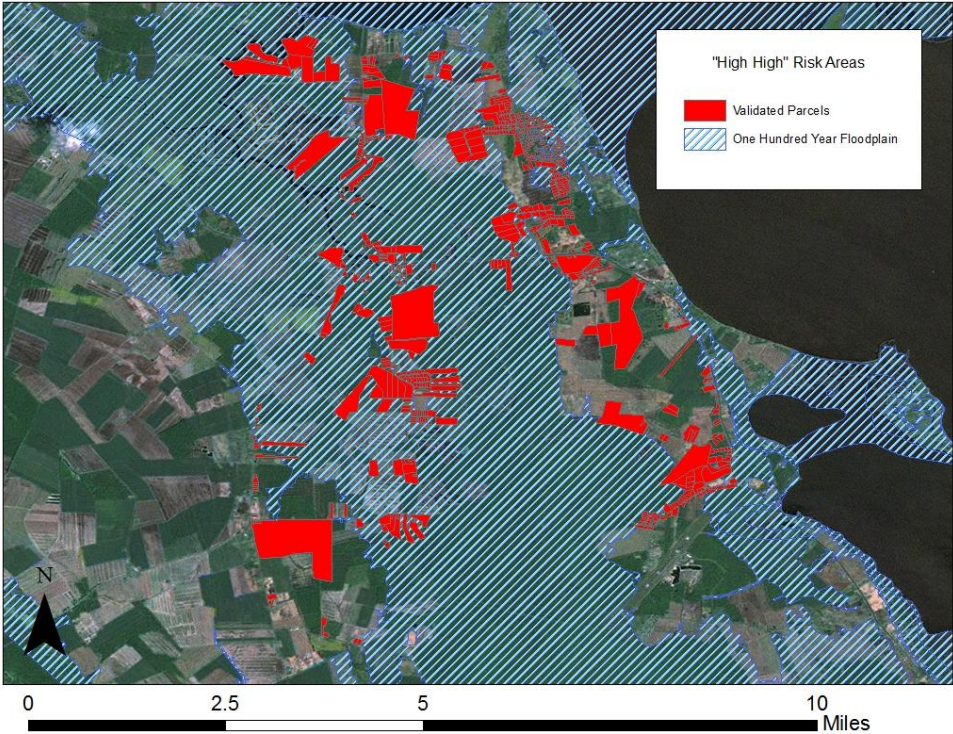 "High High" Risk Areas
Validated Parcels
One Hundred Year Floodplain
N
0 2.5 5 10
Miles